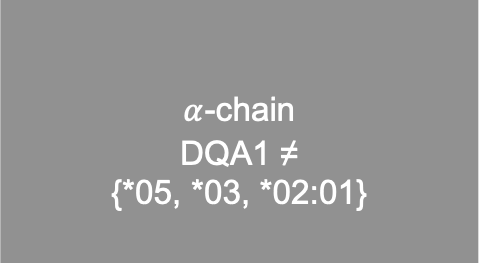 α-chain
DQA1 ≠
{*05, *03, *02:01}